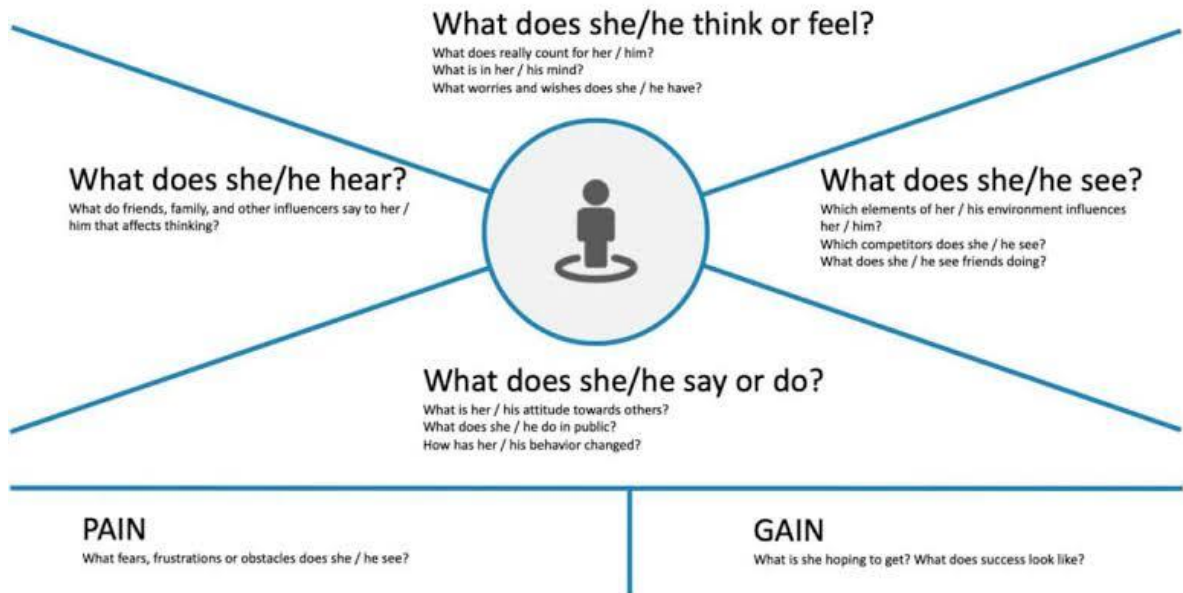 What does she/he think or feel?
What does really count for her / him?
What is in her / his mind?
What worries and wishes does she / he have?
What does she/he hear?
What do friends, family, and other influencers say to her /
him that affects thinking?
What does she/he see?
Which elements of her / his environment influences
her / him?
Which competitors does she / he see?
What does she / he see friends doing?
What does she/he say or do?
What is her / his attitude towards others?
What does she / he do in public?
How has her / his behavior changed?
PAIN
What fears, frustrations or obstacles does she / he see?
GAIN
What is she hoping to get? What does success look like?